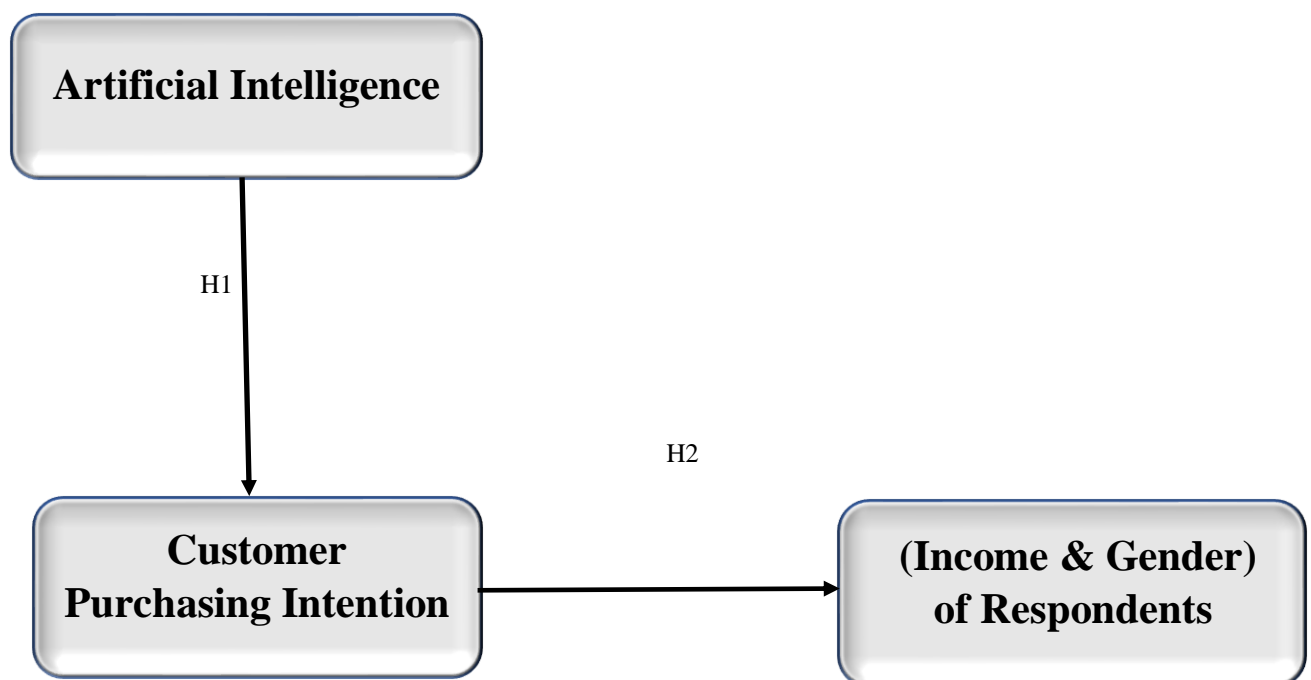 Artificial Intelligence
H1
H2
Customer
Purchasing Intention
(Income & Gender)
of Respondents